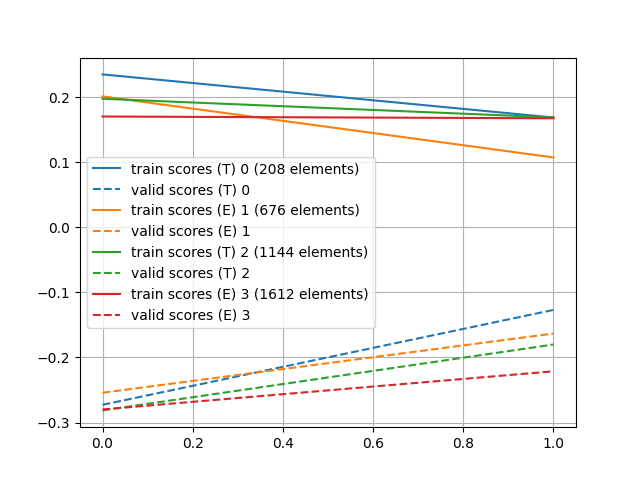 0.2
0.1
0.0
−0.1
−0.2
−0.3
train scores (T) 0 (208 elements)
valid scores (T) 0
train scores (E) 1 (676 elements)
valid scores (E) 1
train scores (T) 2 (1144 elements)
valid scores (T) 2
train scores (E) 3 (1612 elements)
valid scores (E) 3
0.0 0.2 0.4 0.6 0.8 1.0